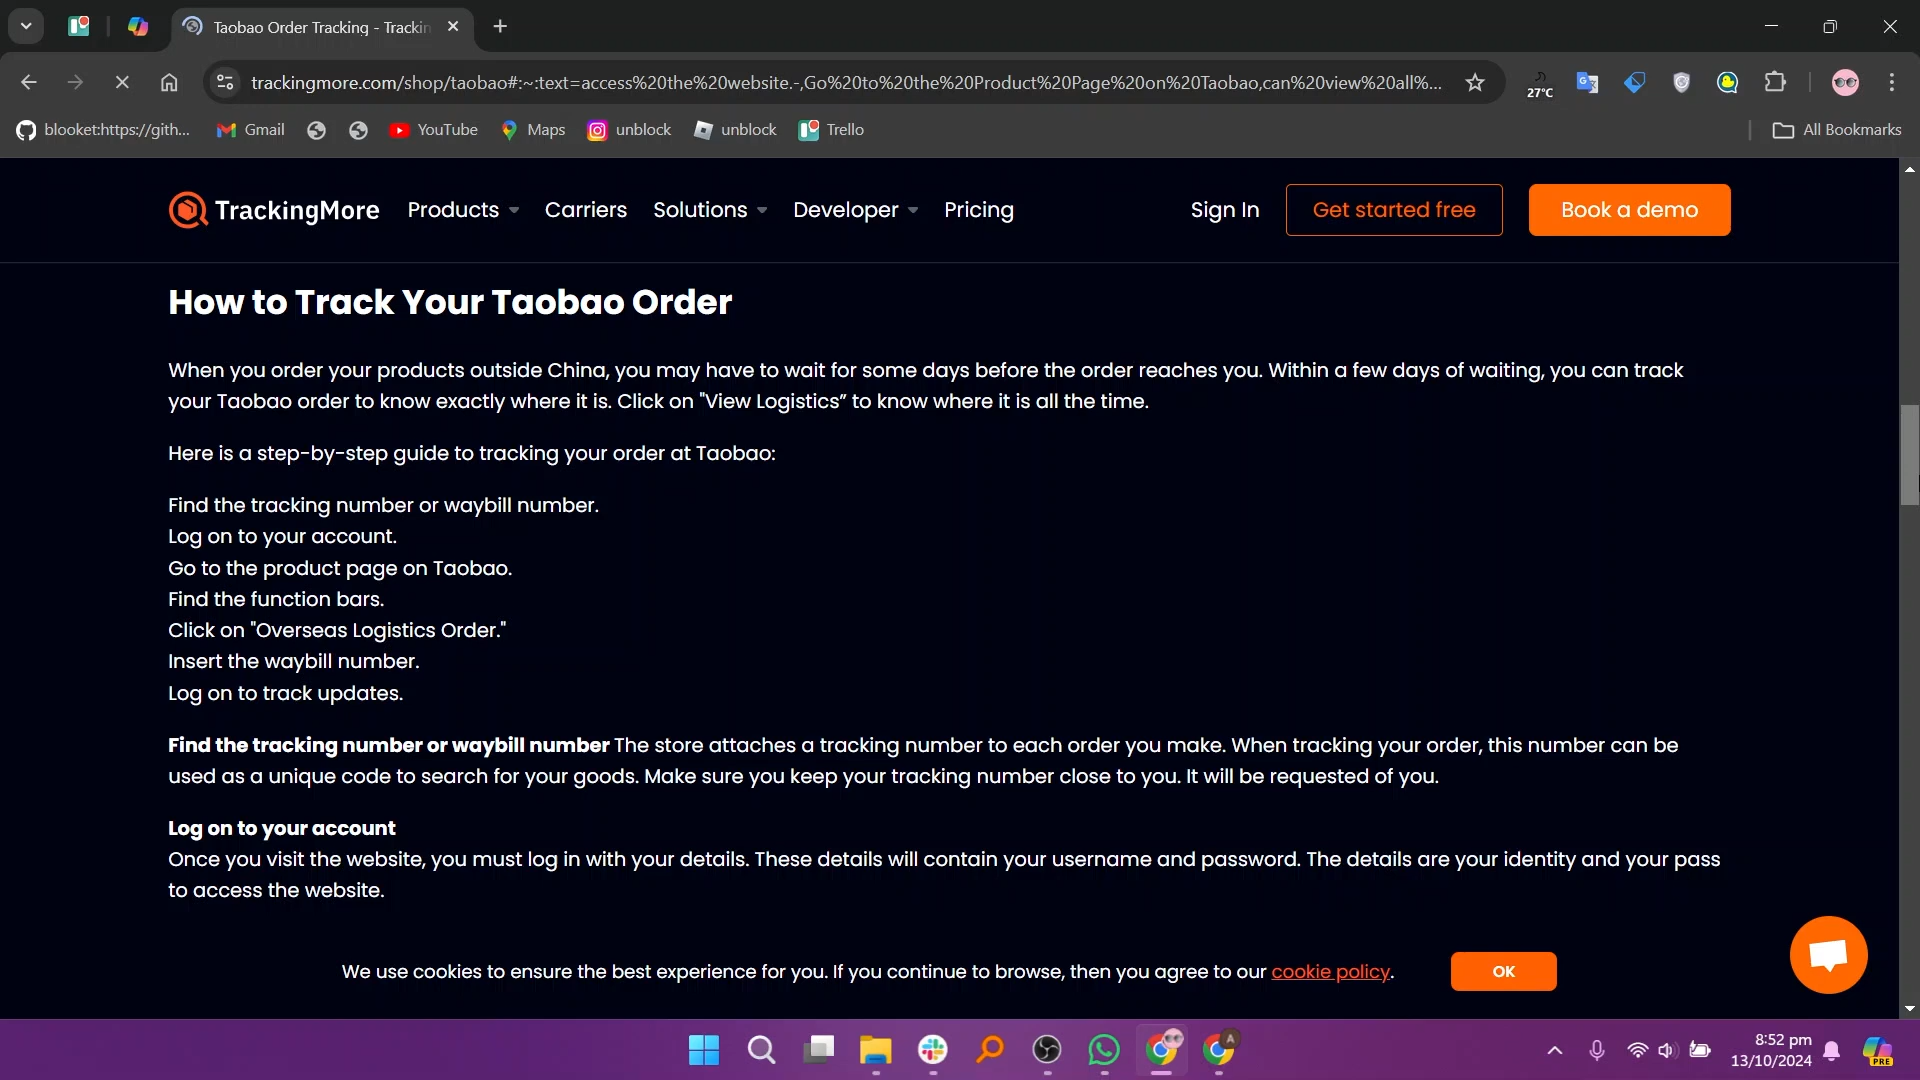 Taobao Order Tracking - Trackin
trackingmore.com/shop/taobao#:~:text=access%20the%20website.-,Go%20to%20the%20Product%20Page%20on%20Taobao,can%20view%20all%...
27°C
blooket:https://gith...
Gmail
YouTube
Maps
unblock
unblock
Trello
All Bookmarks
TrackingMore
Products
Carriers
Solutions
Developer
Pricing
Sign In
Get started free
Book a demo
How to Track Your Taobao Order
When you order your products outside China, you may have to wait for some days before the order reaches you. Within a few days of waiting, you can track
your Taobao order to know exactly where it is. Click on "View Logistics” to know where it is all the time.
Here is a step-by-step guide to tracking your order at Taobao:
Find the tracking number or waybill number.
Log on to your account.
Go to the product page on Taobao.
Find the function bars.
Click on "Overseas Logistics Order."
Insert the waybill number.
Log on to track updates.
Find the tracking number or waybill number The store attaches a tracking number to each order you make. When tracking your order, this number can be
used as a unique code to search for your goods. Make sure you keep your tracking number close to you. It will be requested of you.
Log on to your account
Once you visit the website, you must log in with your details. These details will contain your username and password. The details are your identity and your pass
to access the website.
We use cookies to ensure the best experience for you. If you continue to browse, then you agree to our cookie policy.
OK
8:52 pm
13/10/2024
PRE